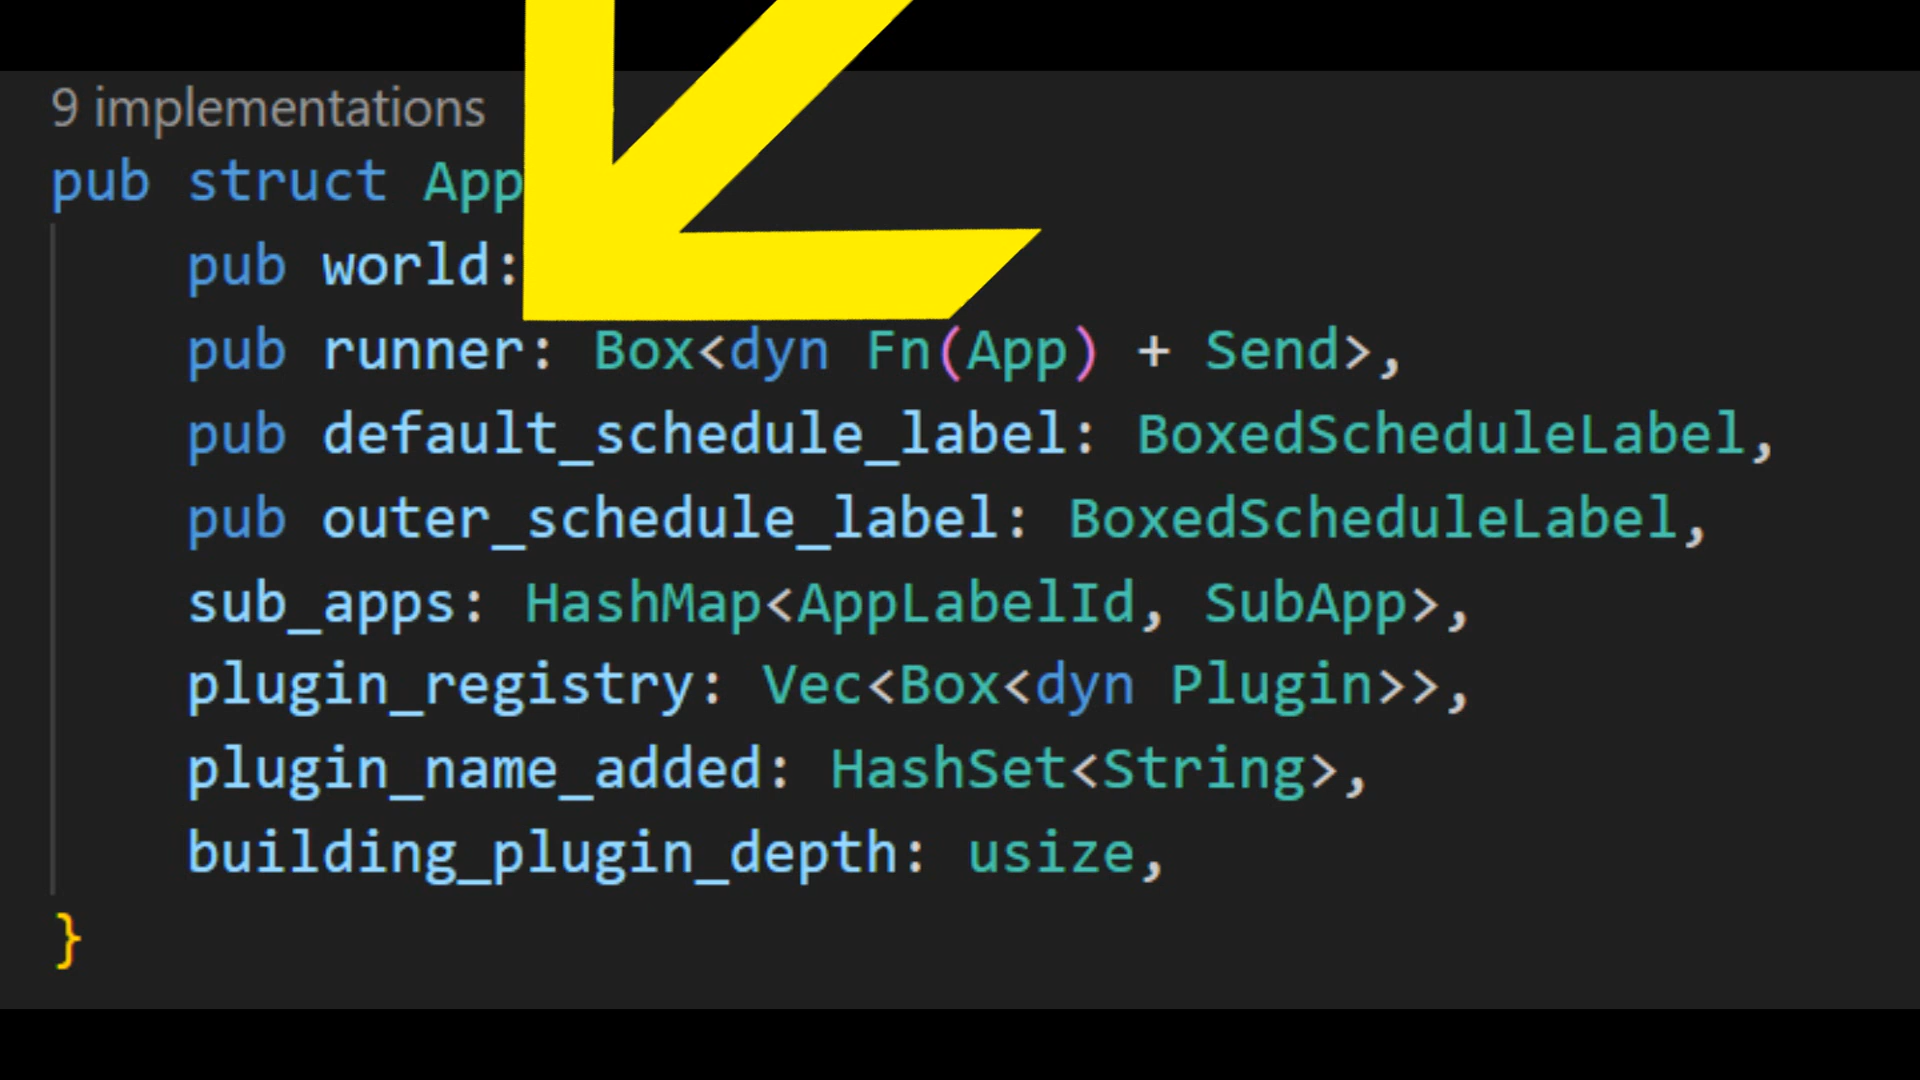 9 implementations
pub struct App
pub world:
pub runner: Box<dyn Fn(App) + Send>,
pub default_schedule_label: BoxedScheduleLabel,
pub outer_schedule_label: BoxedScheduleLabel,
sub_apps: HashMap<AppLabelId, SubApp>,
plugin_registry: Vec<Box<dyn Plugin>>,
plugin_name_added: HashSet<String>,
building_plugin_depth: usize,
}